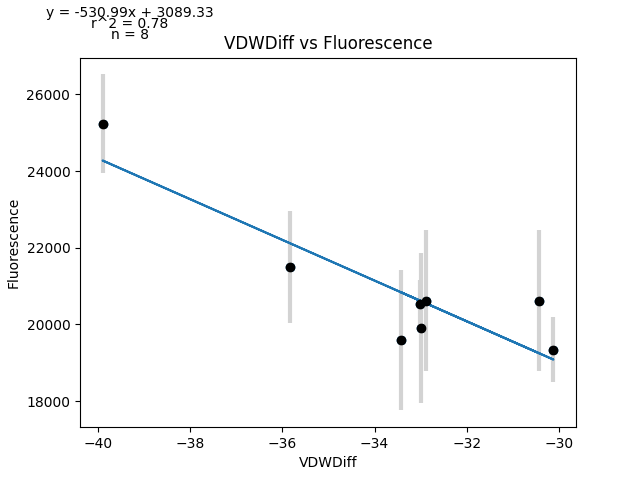 y = -530.99x + 3089.33
r^2 = 0.78
n = 8
VDWDiff vs Fluorescence
Fluorescence
26000
24000
22000
20000
18000
−40
−38
−36
−34
−32
−30
VDWDiff